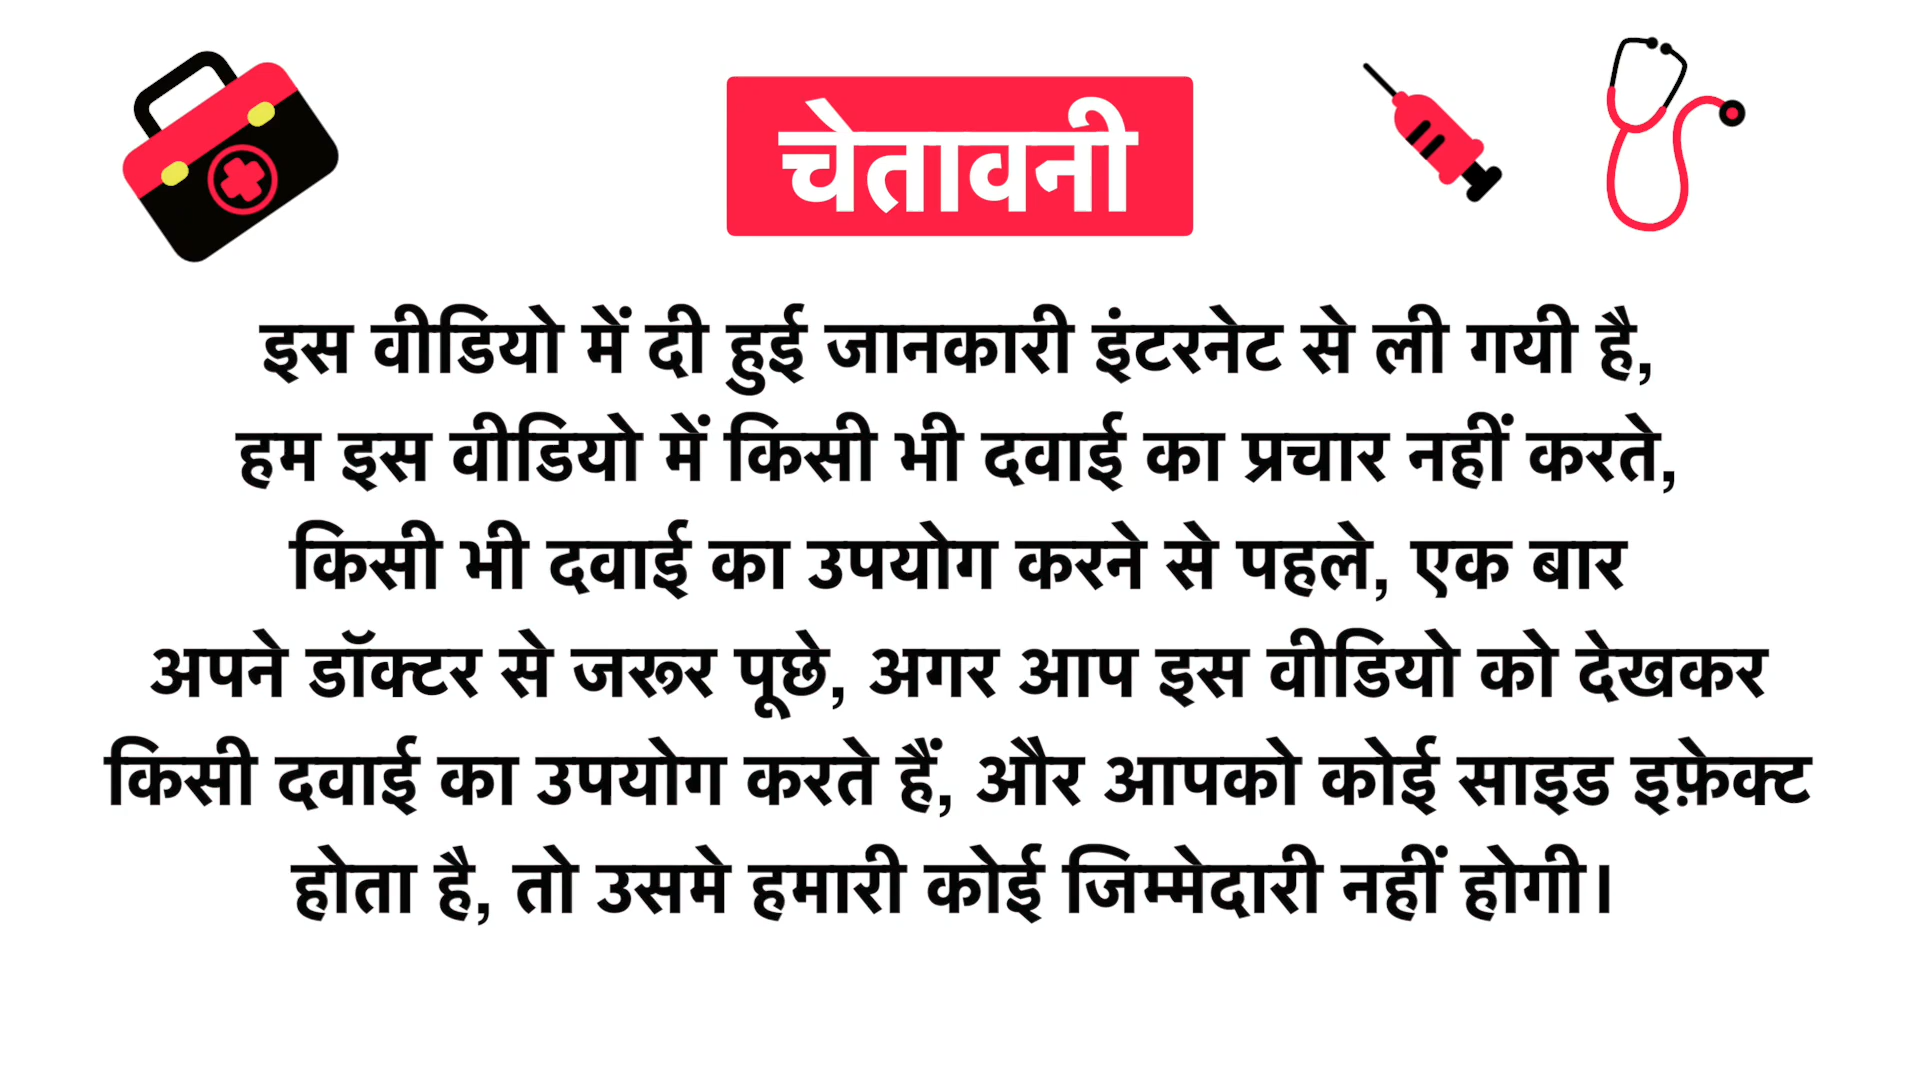 चेतावनी
इस वीडियो में दी हुई जानकारी इंटरनेट से ली गयी है,
हम इस वीडियो में किसी भी दवाई का प्रचार नहीं करते,
किसी भी दवाई का उपयोग करने से पहले, एक बार
अपने डॉक्टर से जरूर पूछे, अगर आप इस वीडियो को देखकर
किसी दवाई का उपयोग करते हैं, और आपको कोई साइड इफ़ेक्ट
होता है, तो उसमे हमारी कोई जिम्मेदारी नहीं होगी।